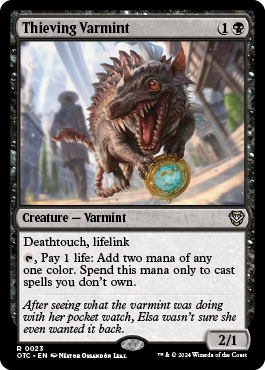 Thieving Varmint 1
Creature — Varmint
Deathtouch, lifelink
, Pay 1 life: Add two mana of any
one color. Spend this mana only to cast
spells you don't own.
After seeing what the varmint was doing
with her pocket watch, Elsa wasn't sure she
even wanted it back.
R 0023
OTC • EN Néstor Ossandón Leal
2/1
™ & © 2024 Wizards of the Coast